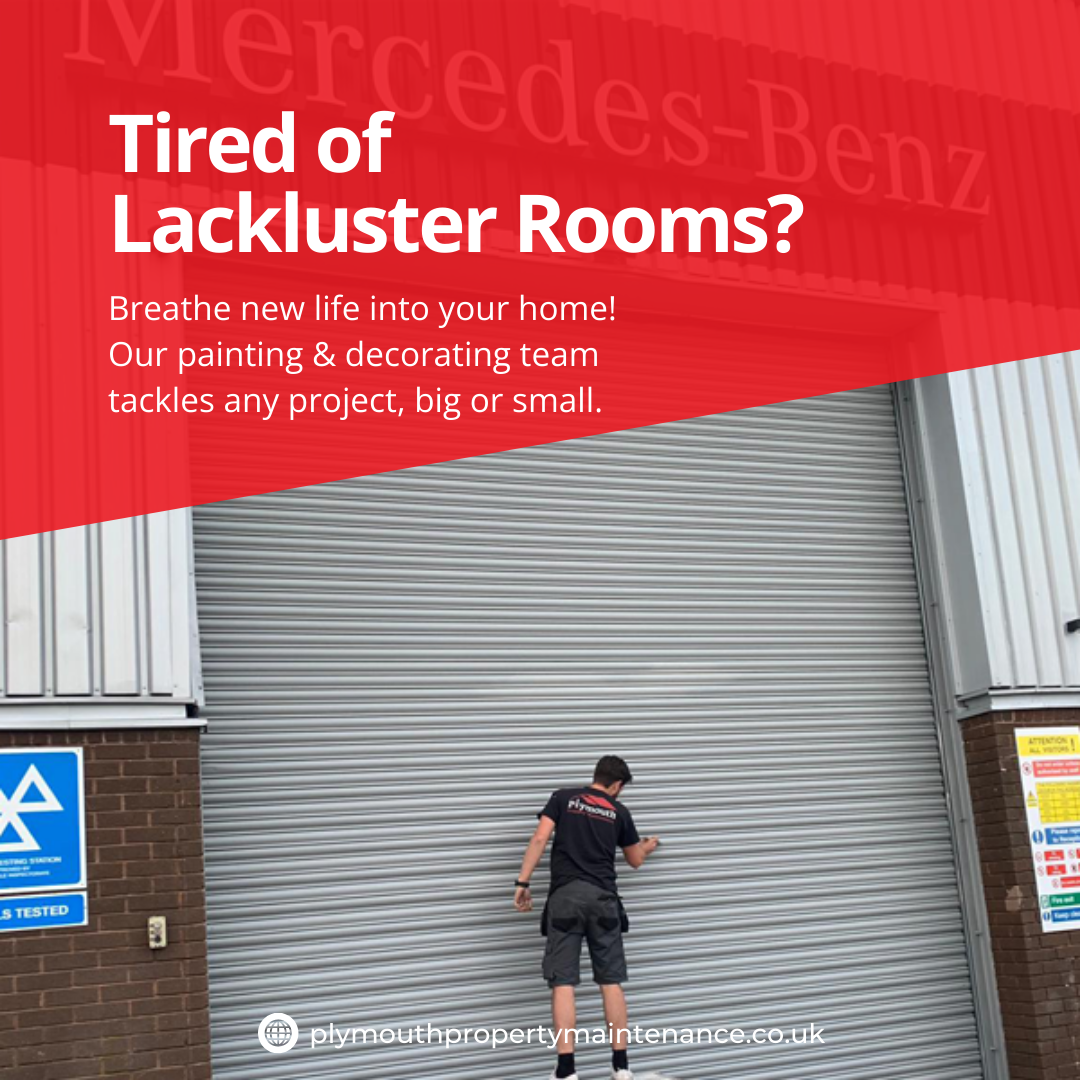 Mercedes-Benz
Tired of
Lackluster Rooms?
Breathe new life into your home!
Our painting & decorating team
tackles any project, big or small.
Plymouth
ESTING STATION
LS TESTED
ATTENTION
ALL VISITORS
!
plymouthpropertymaintenance.co.uk